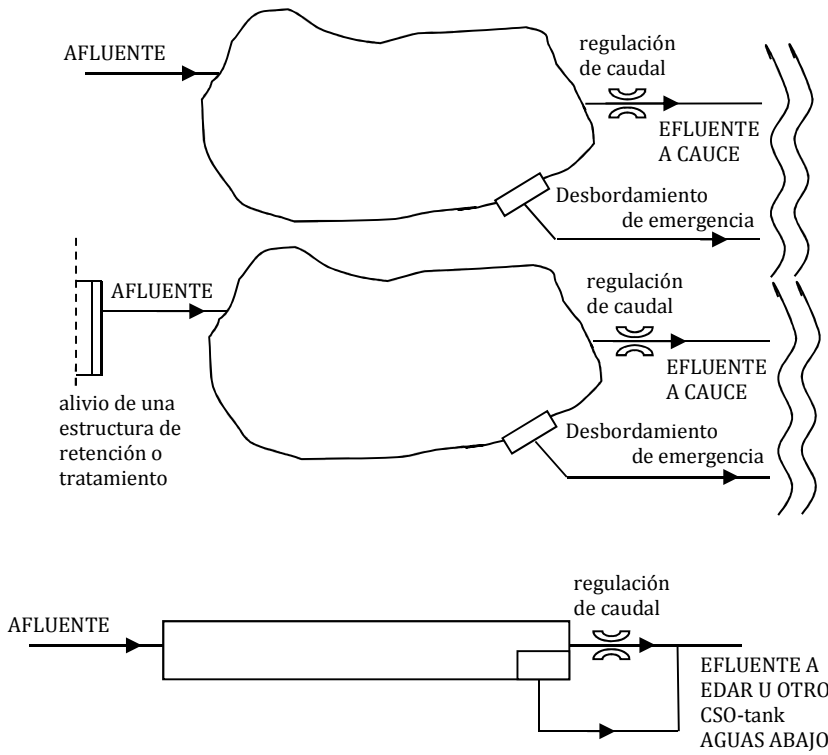 AFLUENTE
regulación
de caudal
EFLUENTE
A CAUCE
Desbordamiento
de emergencia
AFLUENTE
regulación
de caudal
EFLUENTE
A CAUCE
alivio de una
estructura de
retención o
tratamiento
Desbordamiento
de emergencia
regulación
de caudal
AFLUENTE
EFLUENTE A
EDAR U OTRO
CSO-tank
AGUAS ABAJO